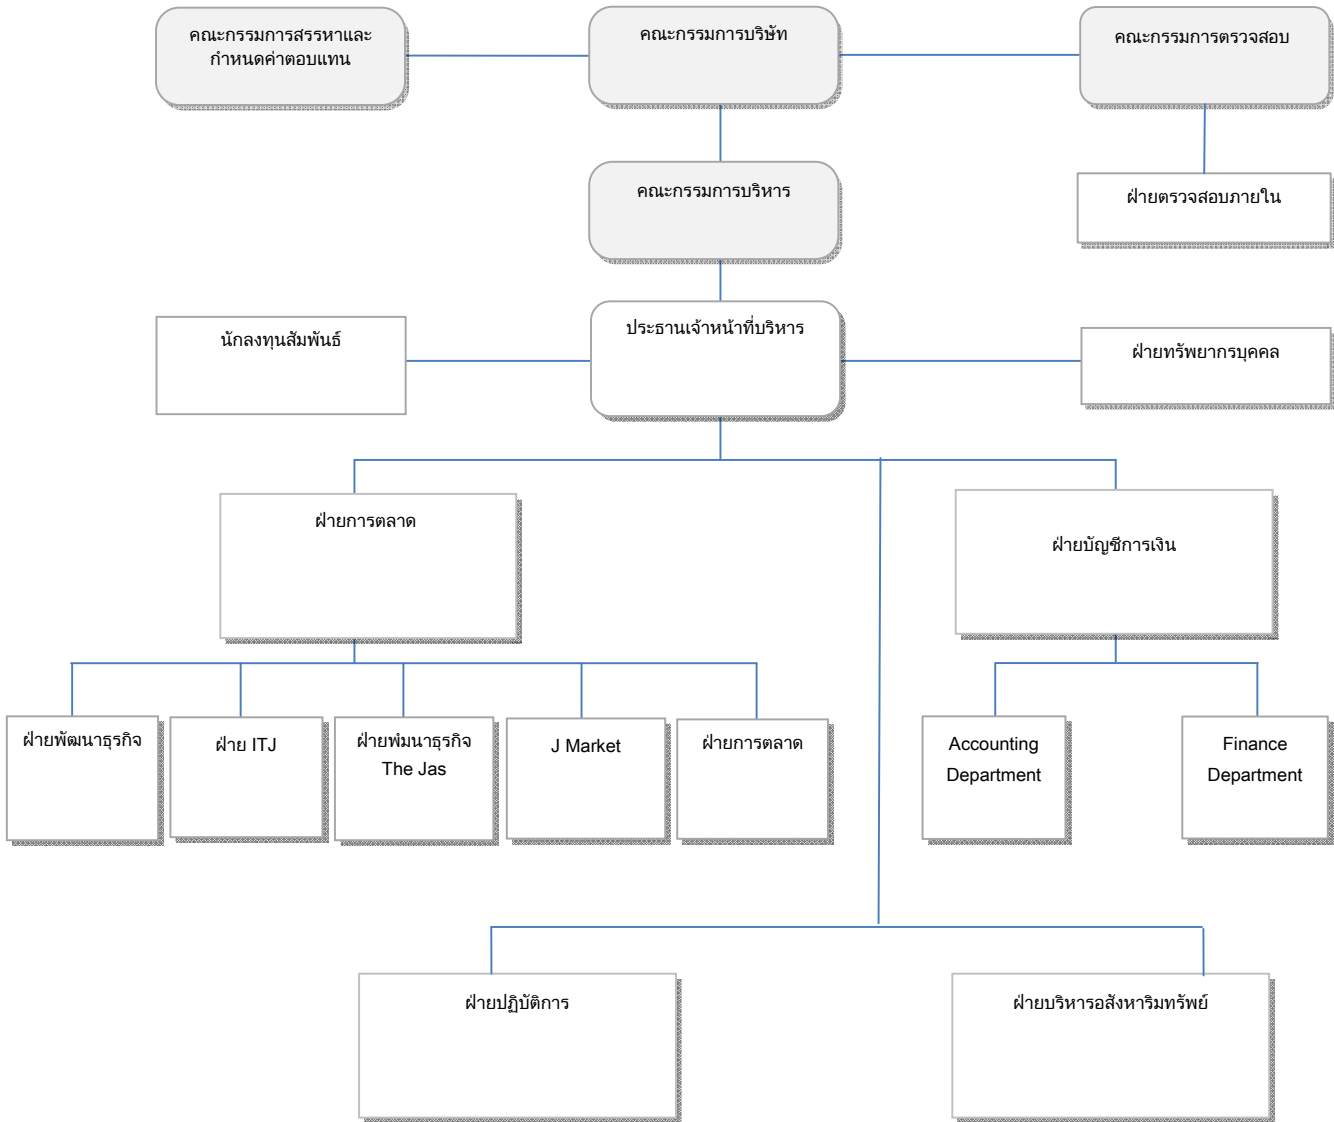 คณะกรรมการสรรหาและ
กำหนดค่าตอบแทน
คณะกรรมการบริษัท
คณะกรรมการตรวจสอบ
คณะกรรมการบริหาร
ฝ่ายตรวจสอบภายใน
นักลงทุนสัมพันธ์
ประธานเจ้าหน้าที่บริหาร
ฝ่ายทรัพยากรบุคคล
ฝ่ายการตลาด
ฝ่ายบัญชีการเงิน
ฝ่ายพัฒนาธุรกิจ
ฝ่าย ITJ
ฝ่ายพํมนาธุรกิจ
The Jas
J Market
ฝ่ายการตลาด
Accounting
Department
Finance
Department
ฝ่ายปฏิบัติการ
ฝ่ายบริหารอสังหาริมทรัพย์